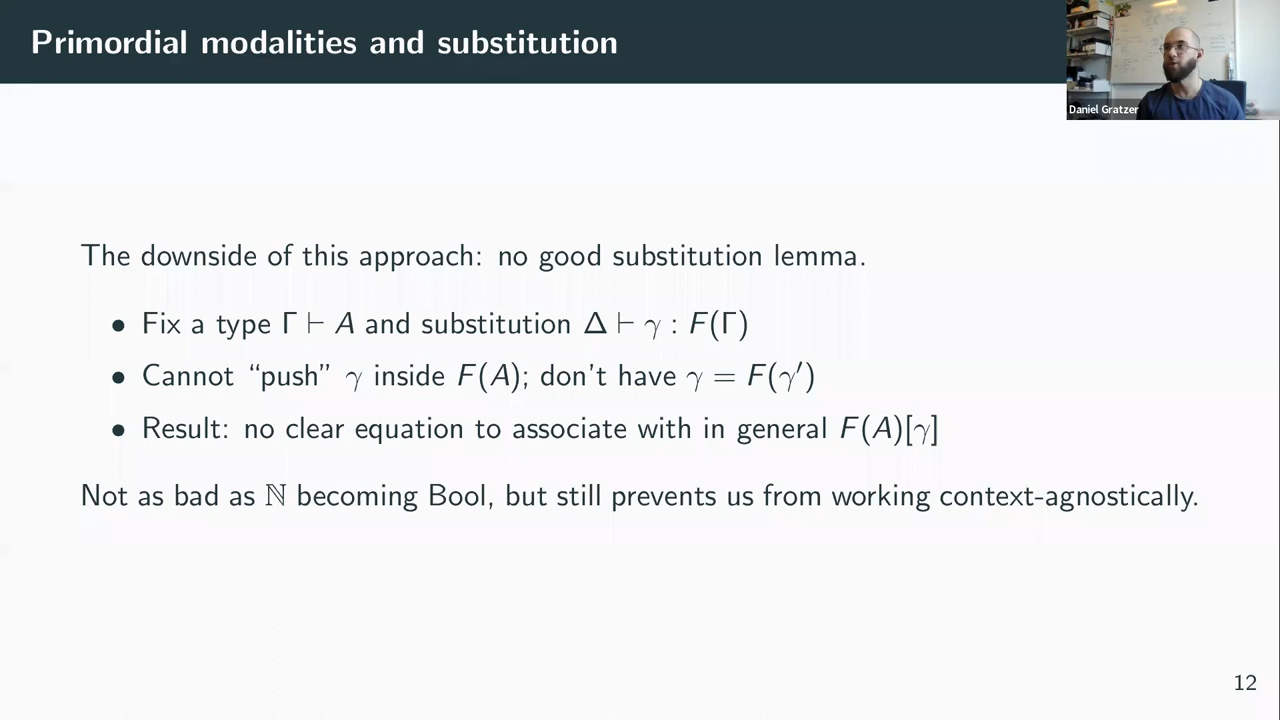 Primordial modalities and substitution
Daniel Gratzer
The downside of this approach: no good substitution lemma.
• Fix a type Γ ⊢ A and substitution Δ ⊢ γ : F(Γ)
• Cannot “push” γ inside F(A); don't have γ = F(γ′)
• Result: no clear equation to associate with in general F(A)[γ]
Not as bad as ℕ becoming Bool, but still prevents us from working context-agnostically.
12